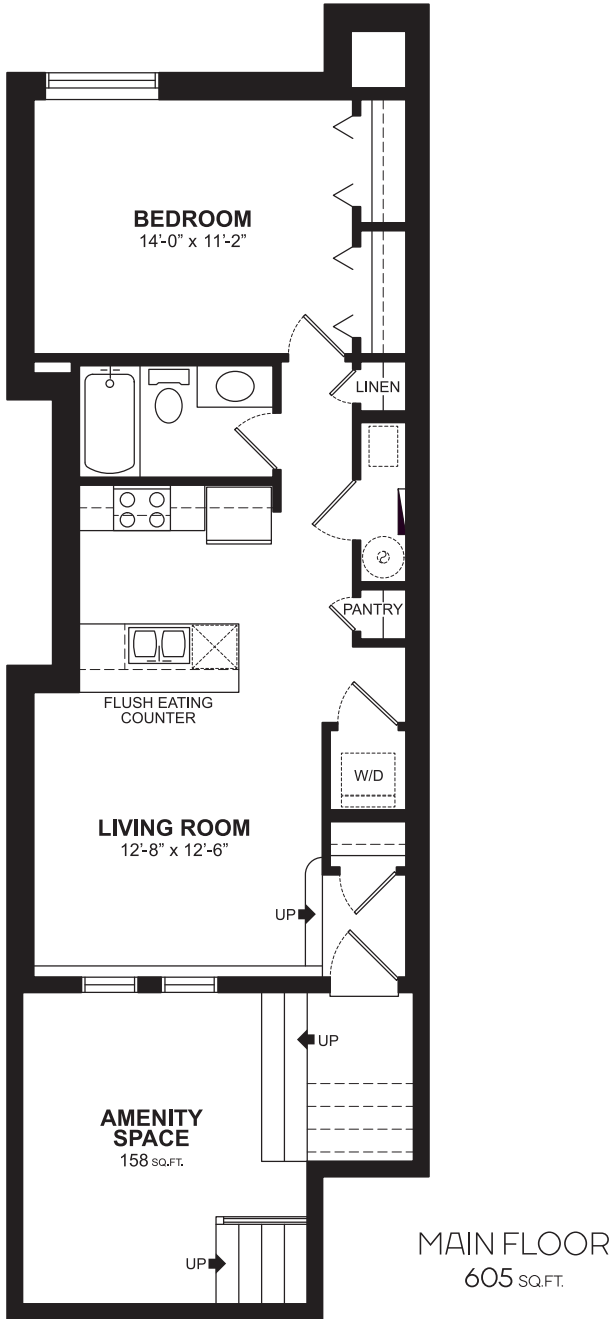 BEDROOM
14'-0” x 11'-2”
LINEN
PANTRY
FLUSH EATING
COUNTER
W/D
LIVING ROOM
12'-8” x 12'-6”
UP
UP
AMENITY
SPACE
158 SQ.FT.
UP
MAIN FLOOR
605 SQ.FT.